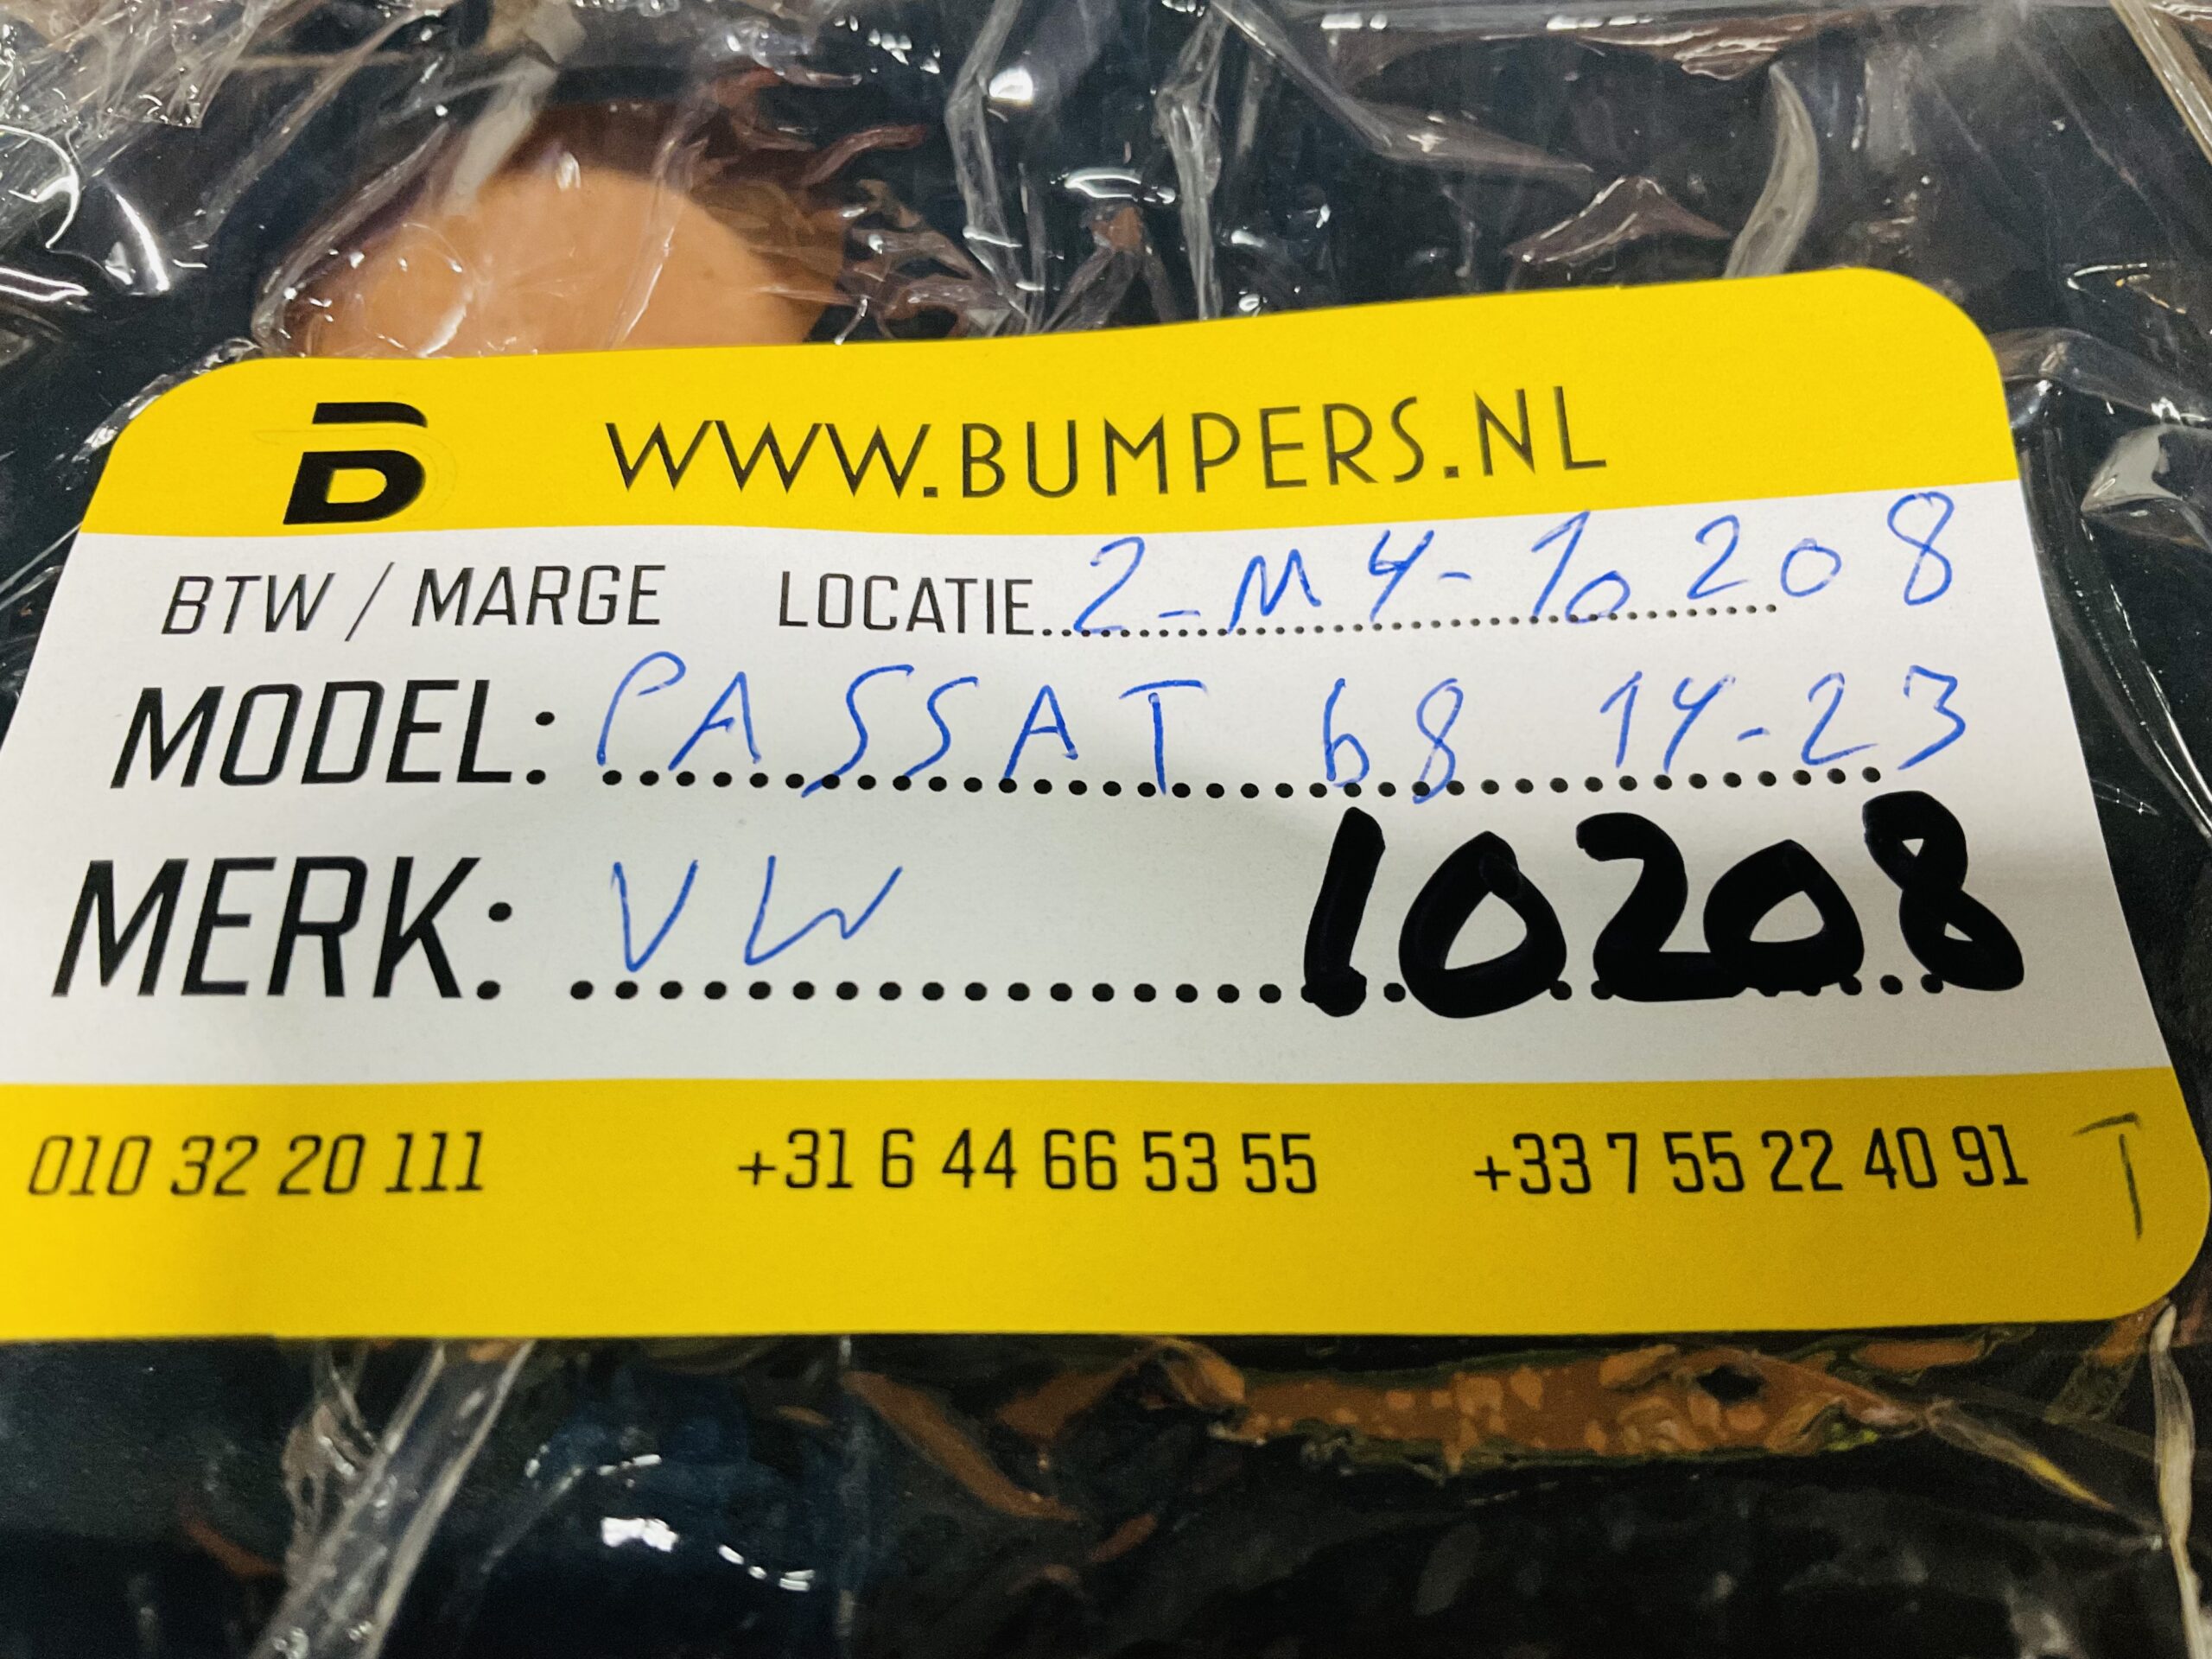 B WWW.BUMPERS.NL
BTW / MARGE LOCATIE 2-M4-10208
MODEL: PASSAT b8 14-23
MERK: VW 10208
010 32 20 111 +31 6 44 66 53 55 +33 7 55 22 40 91 T